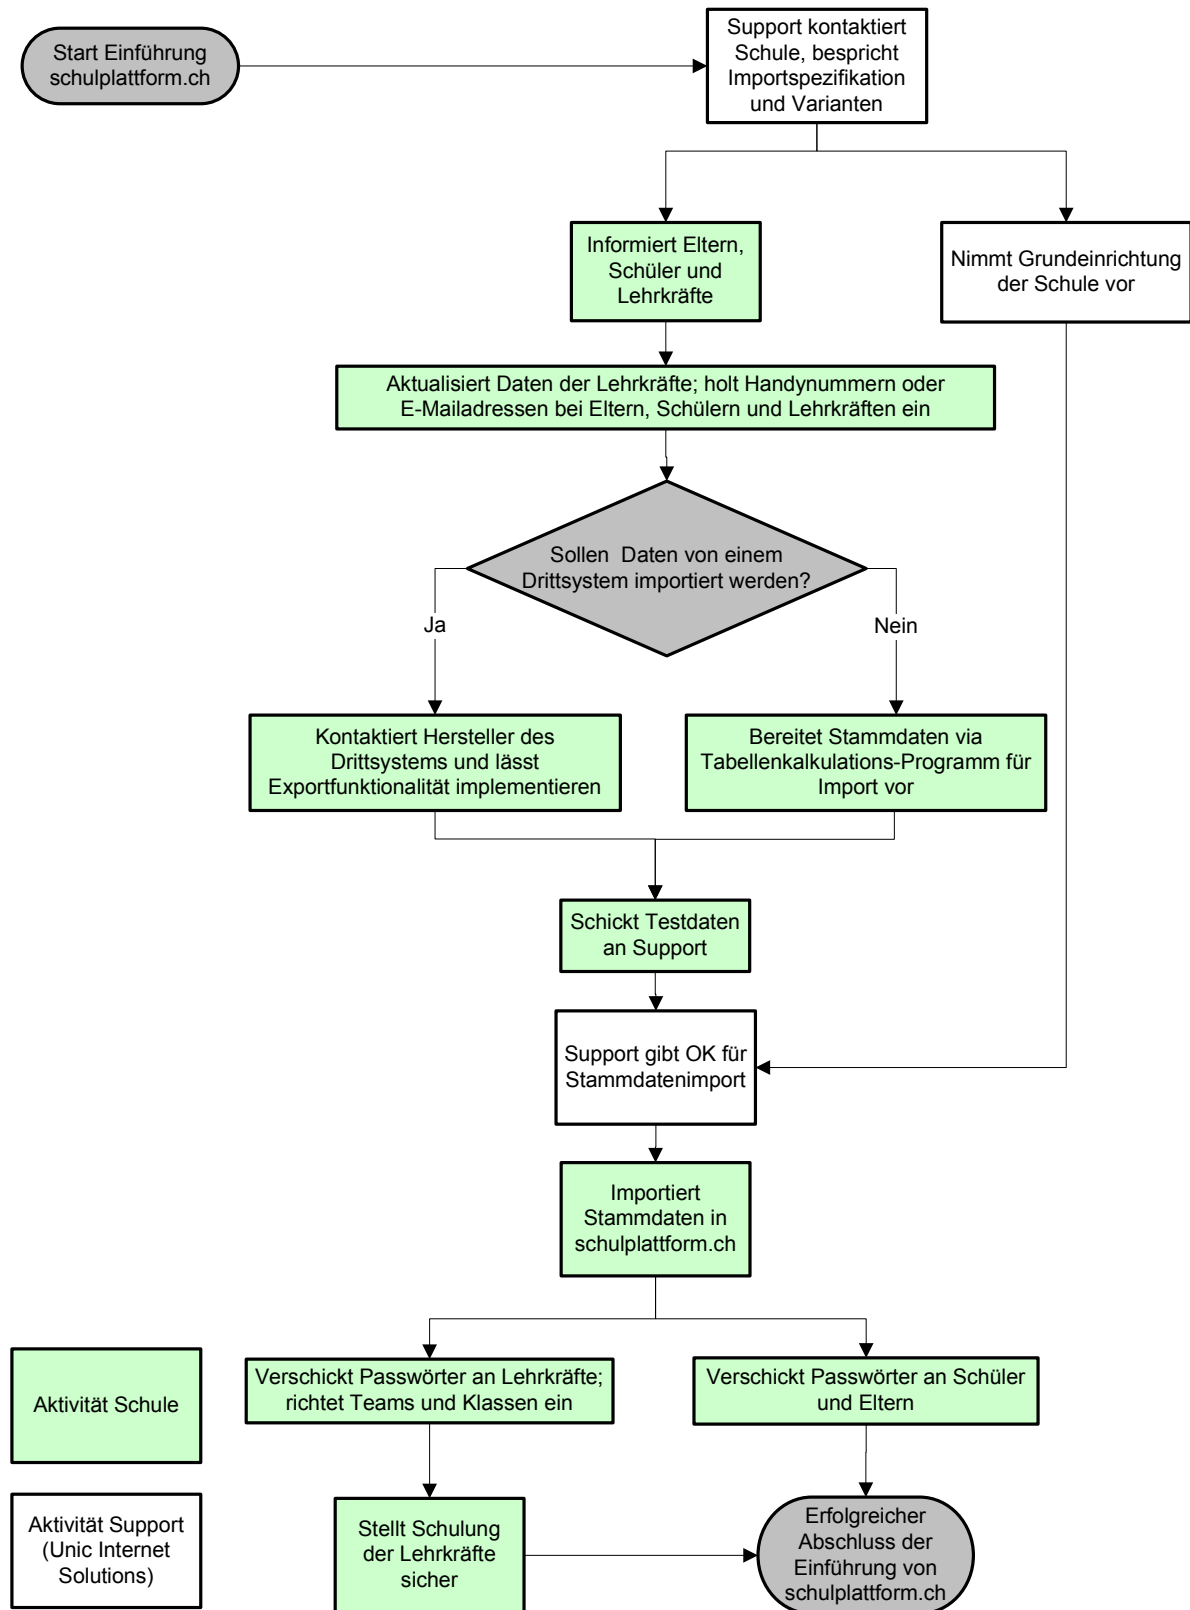 Start Einführung
schulplattform.ch
Support kontaktiert
Schule, bespricht
Importspezifikation
und Varianten
Informiert Eltern,
Schüler und
Lehrkräfte
Nimmt Grundeinrichtung
der Schule vor
Aktualisiert Daten der Lehrkräfte; holt Handynummern oder
E-Mailadressen bei Eltern, Schülern und Lehrkräften ein
Sollen Daten von einem
Drittsystem importiert werden?
Ja
Nein
Kontaktiert Hersteller des
Drittsystems und lässt
Exportfunktionalität implementieren
Bereitet Stammdaten via
Tabellenkalkulations-Programm für
Import vor
Schickt Testdaten
an Support
Support gibt OK für
Stammdatenimport
Importiert
Stammdaten in
schulplattform.ch
Verschickt Passwörter an Lehrkräfte;
richtet Teams und Klassen ein
Verschickt Passwörter an Schüler
und Eltern
Aktivität Schule
Aktivität Support
(Unic Internet
Solutions)
Stellt Schulung
der Lehrkräfte
sicher
Erfolgreicher
Abschluss der
Einführung von
schulplattform.ch